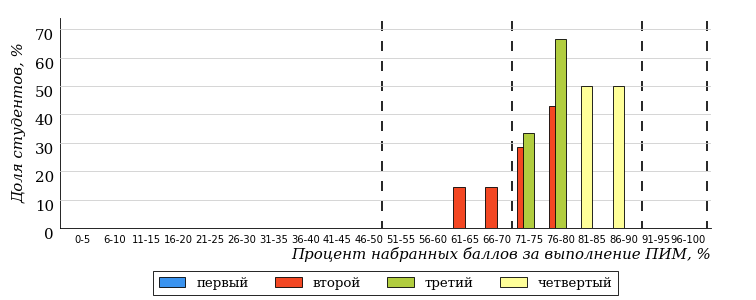 70
60
50
40
30
20
10
0
Доля студентов, %
0-5 6-10 11-15 16-20 21-25 26-30 31-35 36-40 41-45 46-50 51-55 56-60 61-65 66-70 71-75 76-80 81-85 86-90 91-95 96-100
Процент набранных баллов за выполнение ПИМ, %
первый второй третий четвертый